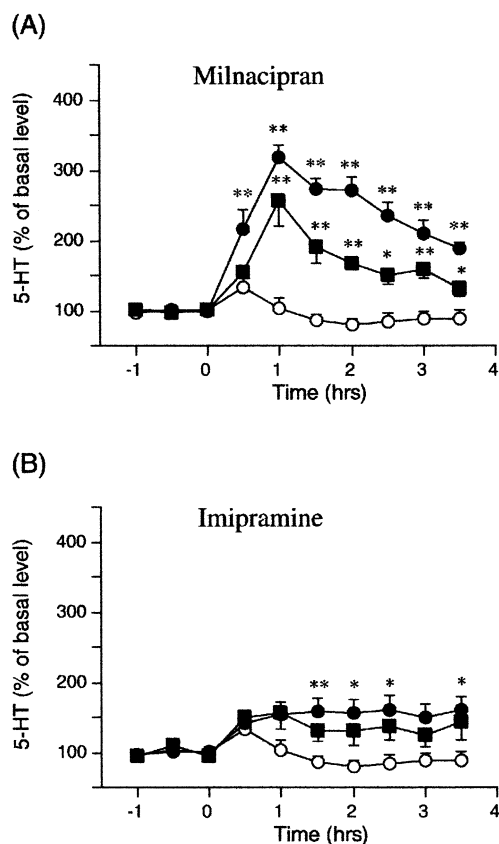 (A)
Milnacipran
400
300
200
100
5-HT (% of basal level)
** ** ** ** ** ** **
** ** ** * ** *
-1 0 1 2 3 4
Time (hrs)
(B)
Imipramine
400
300
200
100
5-HT (% of basal level)
** * * *
-1 0 1 2 3 4
Time (hrs)